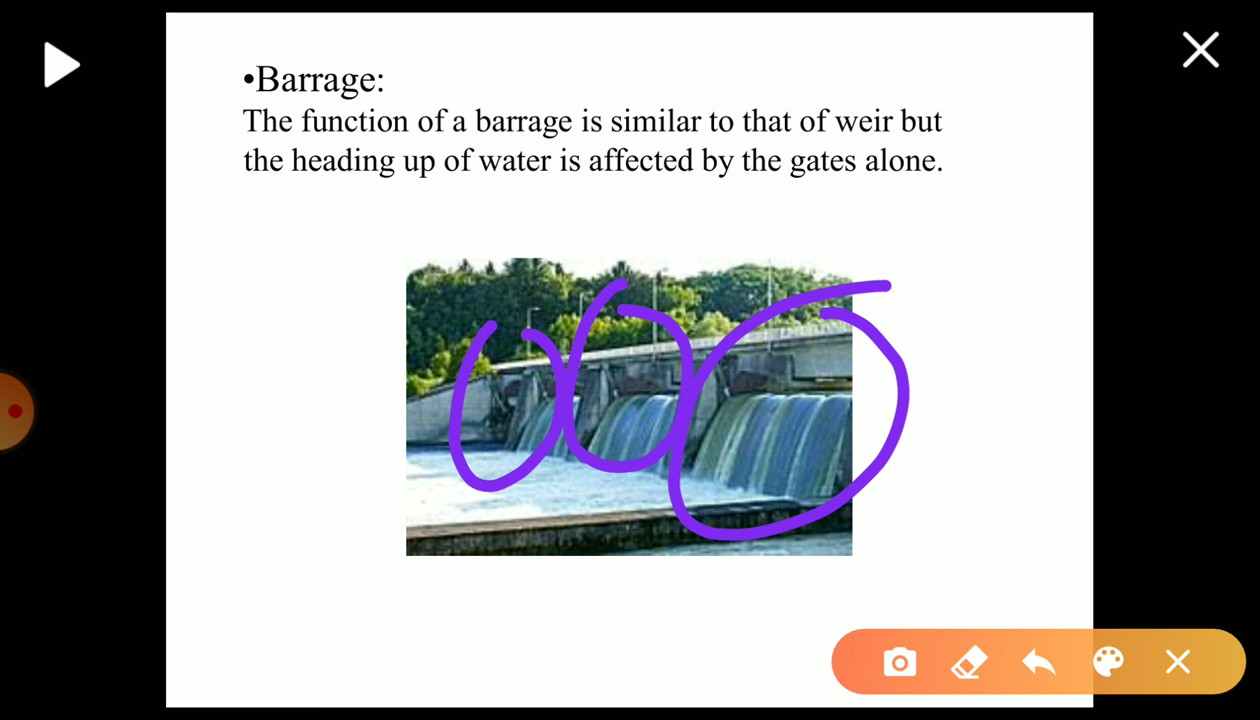 •Barrage:
The function of a barrage is similar to that of weir but
the heading up of water is affected by the gates alone.